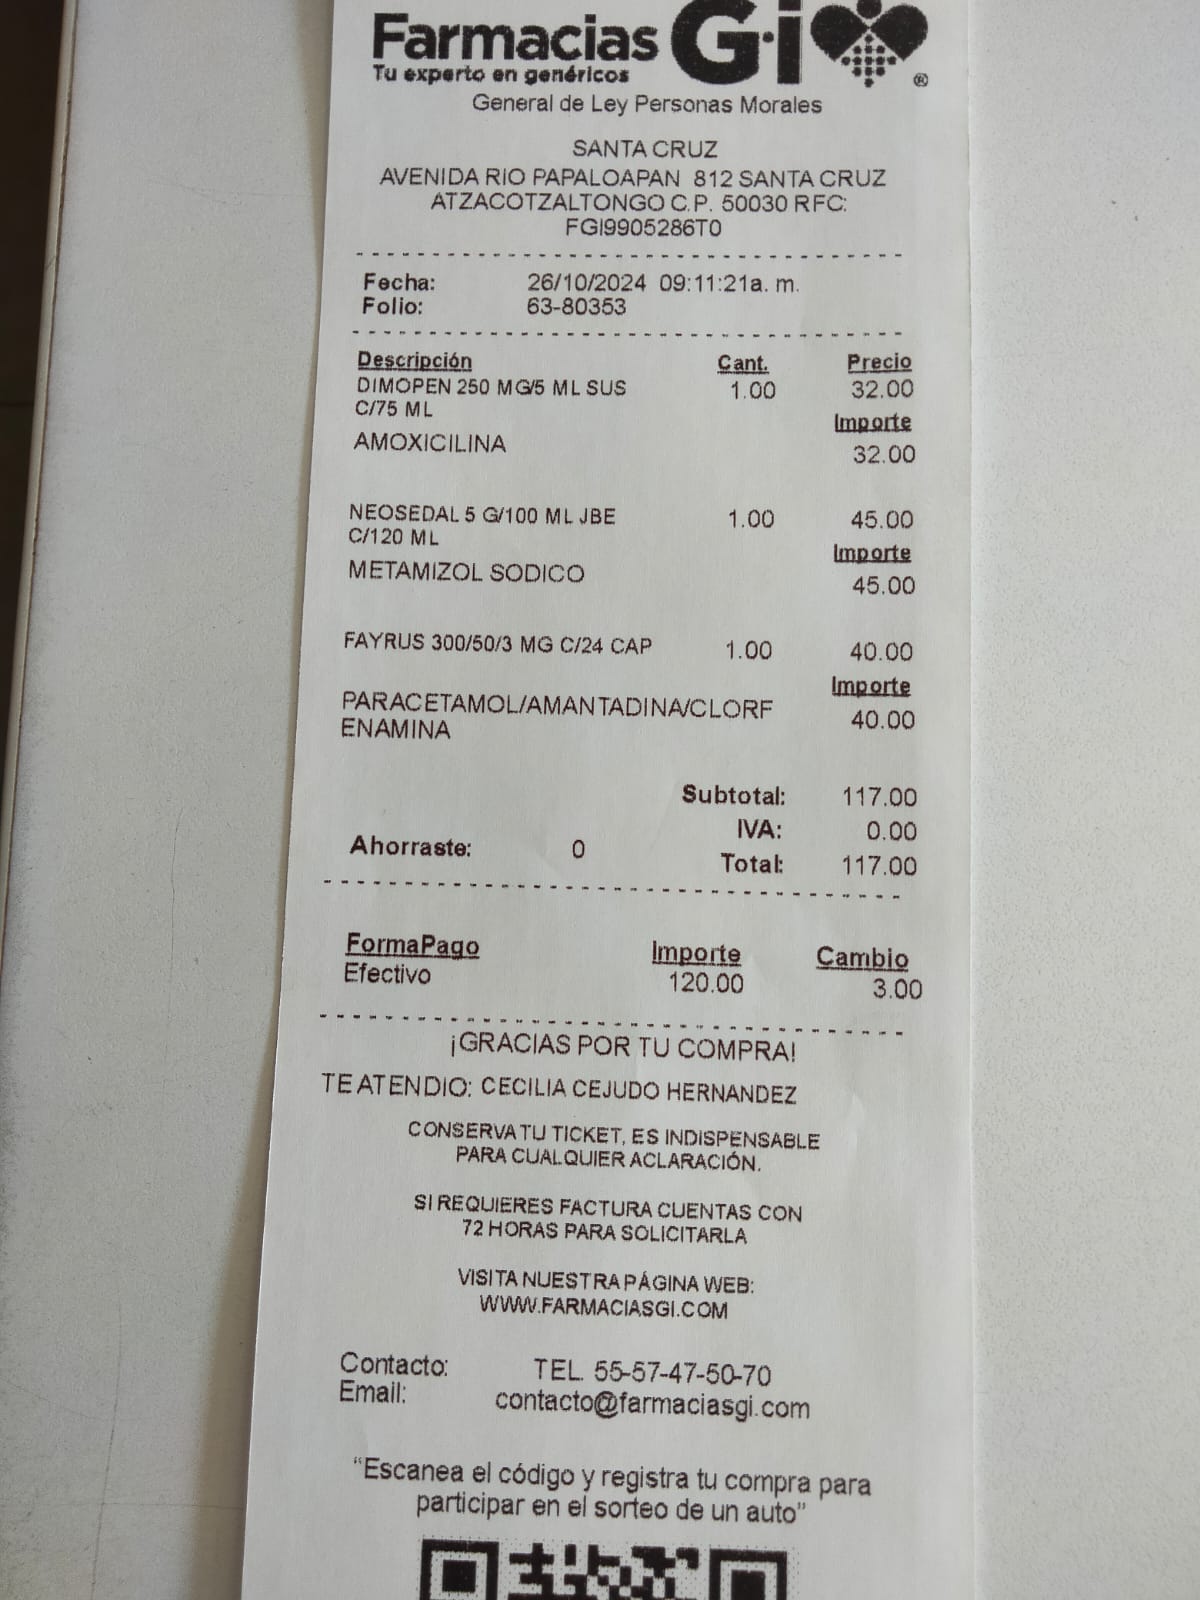 Farmacias G·i ®
Tu experto en genéricos
General de Ley Personas Morales
SANTA CRUZ
AVENIDA RIO PAPALOAPAN 812 SANTA CRUZ
ATZACOTZALTONGO C.P. 50030 RFC:
FGI9905286T0
Fecha: 26/10/2024 09:11:21a. m.
Folio: 63-80353
Descripción Cant. Precio
DIMOPEN 250 MG/5 ML SUS 1.00 32.00
C/75 ML Importe
AMOXICILINA 32.00
NEOSEDAL 5 G/100 ML JBE 1.00 45.00
C/120 ML Importe
METAMIZOL SODICO 45.00
FAYRUS 300/50/3 MG C/24 CAP 1.00 40.00
Importe
PARACETAMOL/AMANTADINA/CLORF 40.00
ENAMINA
Subtotal: 117.00
IVA: 0.00
Ahorraste: 0 Total: 117.00
FormaPago Importe Cambio
Efectivo 120.00 3.00
¡GRACIAS POR TU COMPRA!
TE ATENDIO: CECILIA CEJUDO HERNANDEZ
CONSERVA TU TICKET, ES INDISPENSABLE
PARA CUALQUIER ACLARACIÓN.
SI REQUIERES FACTURA CUENTAS CON
72 HORAS PARA SOLICITARLA
VISITA NUESTRA PÁGINA WEB:
WWW.FARMACIASGI.COM
Contacto: TEL. 55-57-47-50-70
Email: contacto@farmaciasgi.com
"Escanea el código y registra tu compra para
participar en el sorteo de un auto"